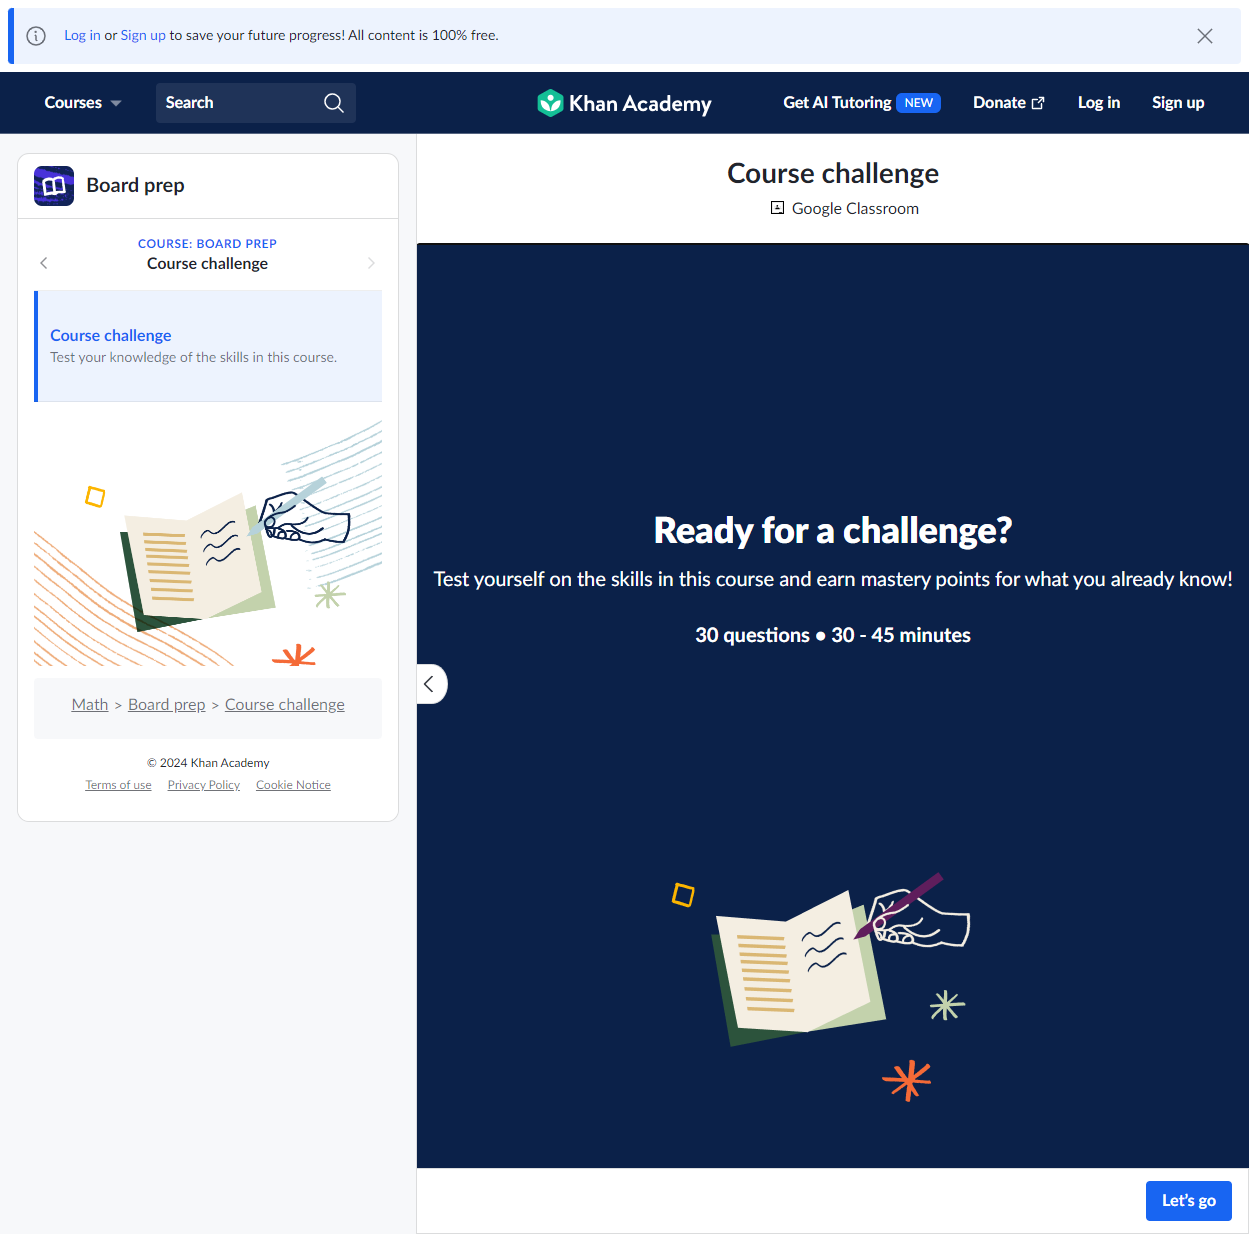 Log in or Sign up to save your future progress! All content is 100% free.
Courses
Search
Khan Academy
Get AI Tutoring NEW
Donate
Log in
Sign up
Board prep
COURSE: BOARD PREP
Course challenge
Course challenge
Test your knowledge of the skills in this course.
Math > Board prep > Course challenge
© 2024 Khan Academy
Terms of use Privacy Policy Cookie Notice
Course challenge
Google Classroom
Ready for a challenge?
Test yourself on the skills in this course and earn mastery points for what you already know!
30 questions • 30 - 45 minutes
Let's go